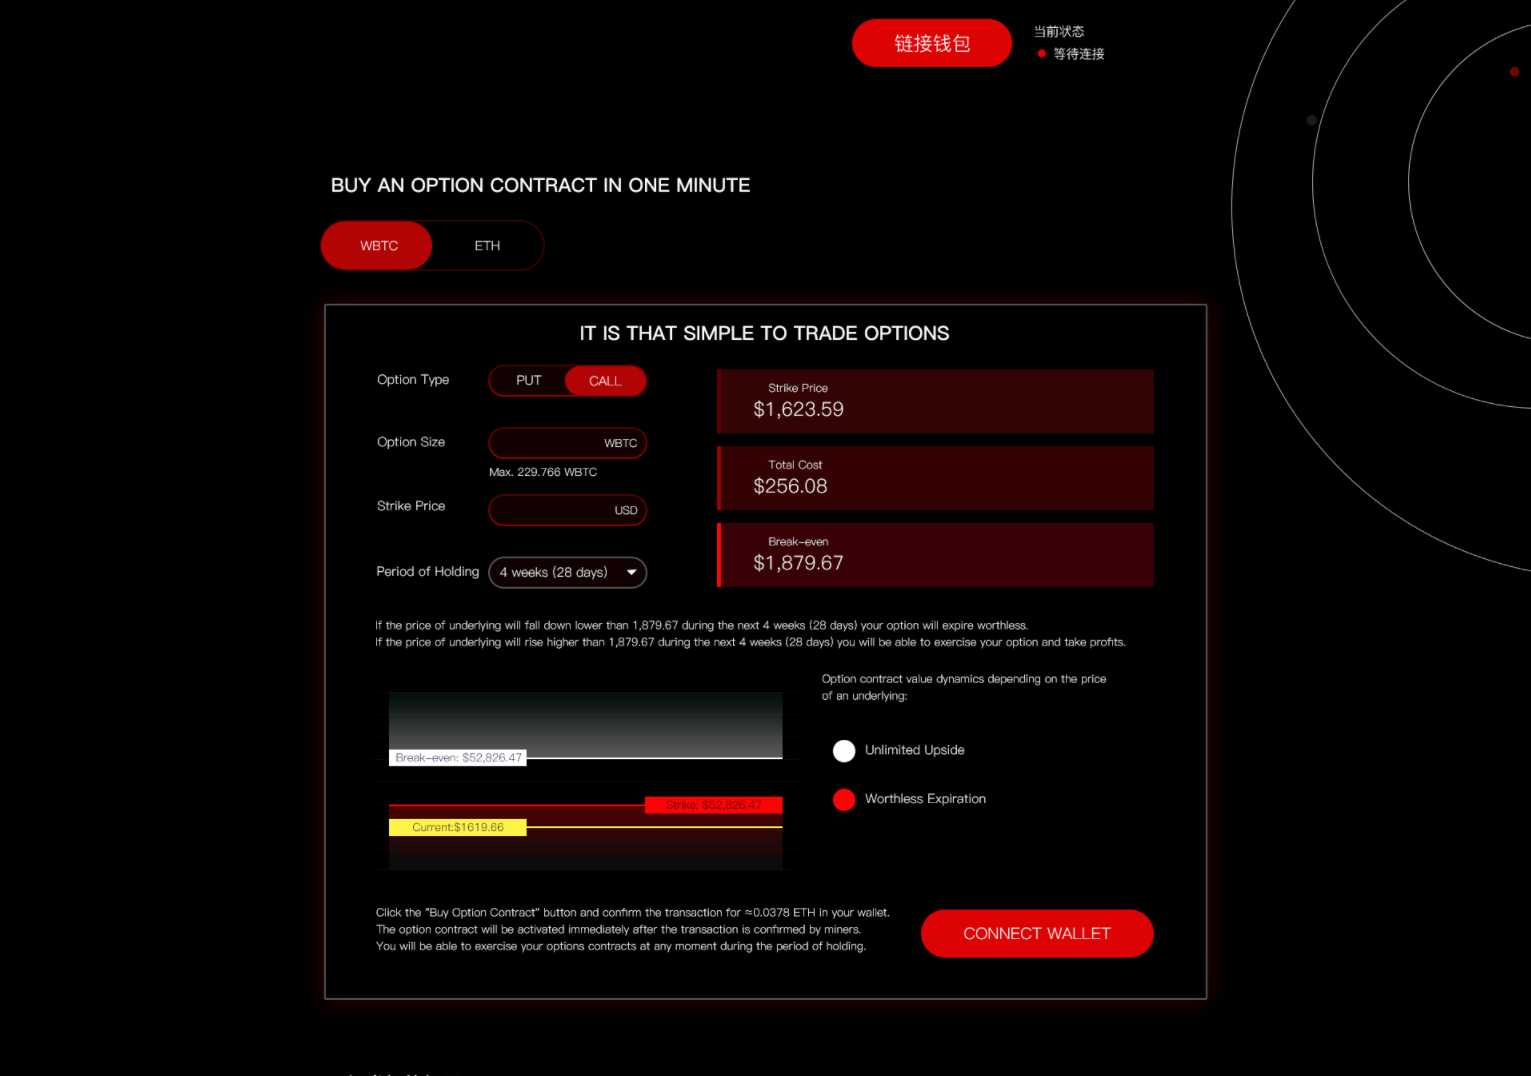 链接钱包
当前状态
等待连接
BUY AN OPTION CONTRACT IN ONE MINUTE
WBTC
ETH
IT IS THAT SIMPLE TO TRADE OPTIONS
Option Type
PUT
CALL
Option Size
WBTC
Max. 229.766 WBTC
Strike Price
USD
Period of Holding
4 weeks (28 days)
Strike Price
$1,623.59
Total Cost
$256.08
Break-even
$1,879.67
If the price of underlying will fall down lower than 1,879.67 during the next 4 weeks (28 days) your option will expire worthless.
If the price of underlying will rise higher than 1,879.67 during the next 4 weeks (28 days) you will be able to exercise your option and take profits.
Break-even: $52,826.47
Strike: $52,826.47
Current:$1619.66
Option contract value dynamics depending on the price
of an underlying:
Unlimited Upside
Worthless Expiration
Click the "Buy Option Contract" button and confirm the transaction for ≈0.0378 ETH in your wallet.
The option contract will be activated immediately after the transaction is confirmed by miners.
You will be able to exercise your options contracts at any moment during the period of holding.
CONNECT WALLET